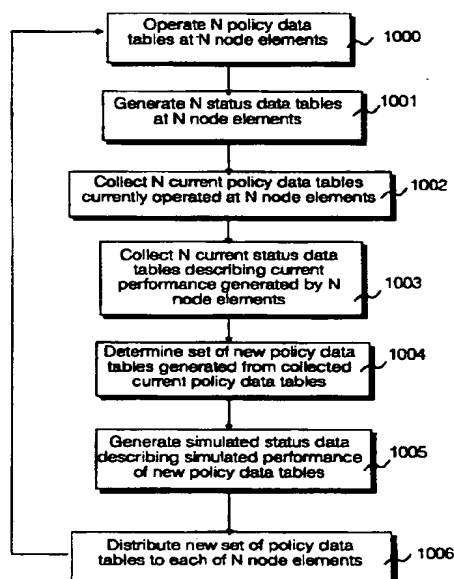 Operate N policy data
tables at N node elements
1000
Generate N status data tables
at N node elements
1001
Collect N current policy data tables
currently operated at N node elements
1002
Collect N current status data
tables describing current
performance generated by N
node elements
1003
Determine set of new policy data
tables generated from collected
current policy data tables
1004
Generate simulated status data
describing simulated performance
of new policy data tables
1005
Distribute new set of policy data
tables to each of N node elements
1006